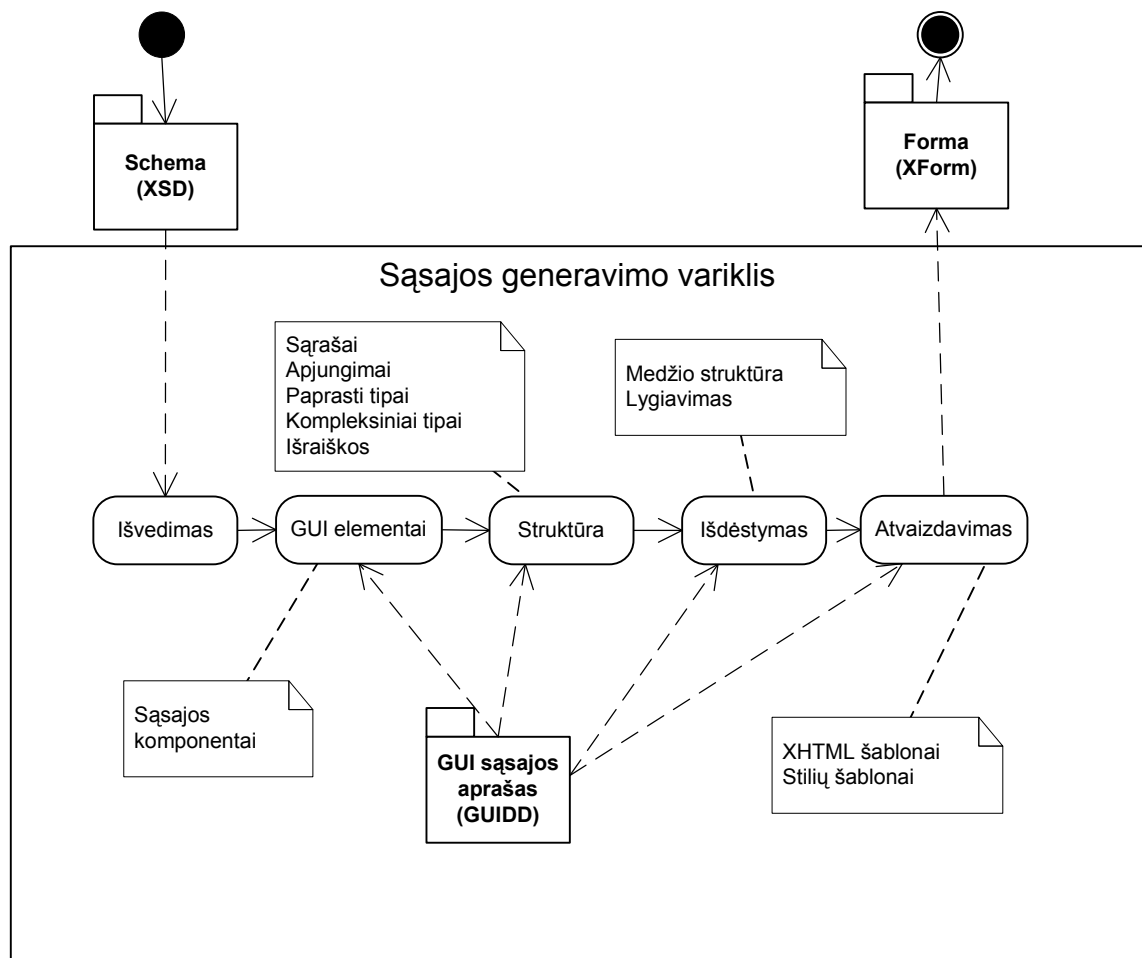 Schema
(XSD)
Forma
(XForm)
Sąsajos generavimo variklis
Sąrašai
Apjungimai
Paprasti tipai
Kompleksiniai tipai
Išraiškos
Medžio struktūra
Lygiavimas
Išvedimas
GUI elementai
Struktūra
Išdėstymas
Atvaizdavimas
Sąsajos
komponentai
GUI sąsajos
aprašas
(GUIDD)
XHTML šablonai
Stilių šablonai